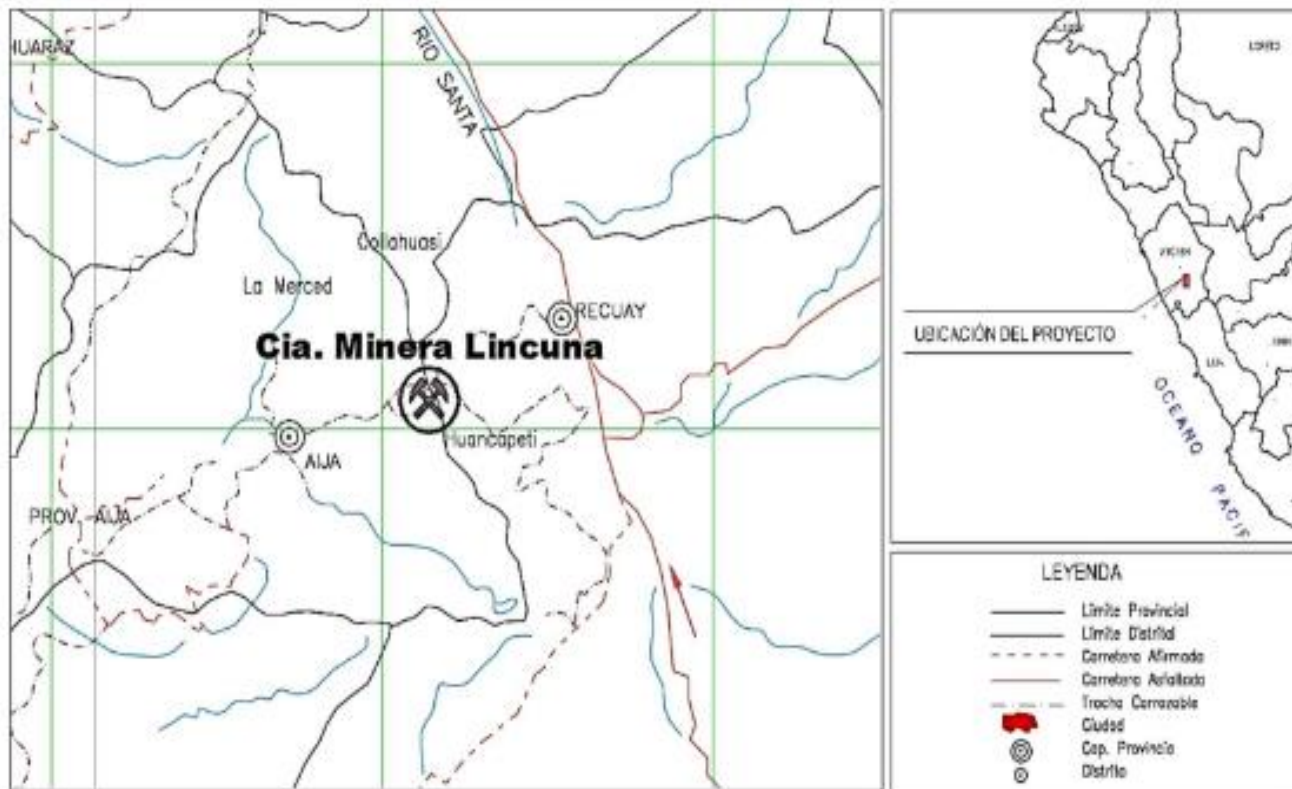 HUARAZ
RIO SANTA
Collahuasi
La Merced
RECUAY
Cia. Minera Lincuna
Huancapeti
AIJA
PROV. AIJA
UBICACIÓN DEL PROYECTO
OCEANO PACIF
LEYENDA
Limite Provincial
Limite Distrital
Carretera Afirmada
Carretera Asfaltada
Trocha Carrozable
Ciudad
Cap. Provincia
Distrito